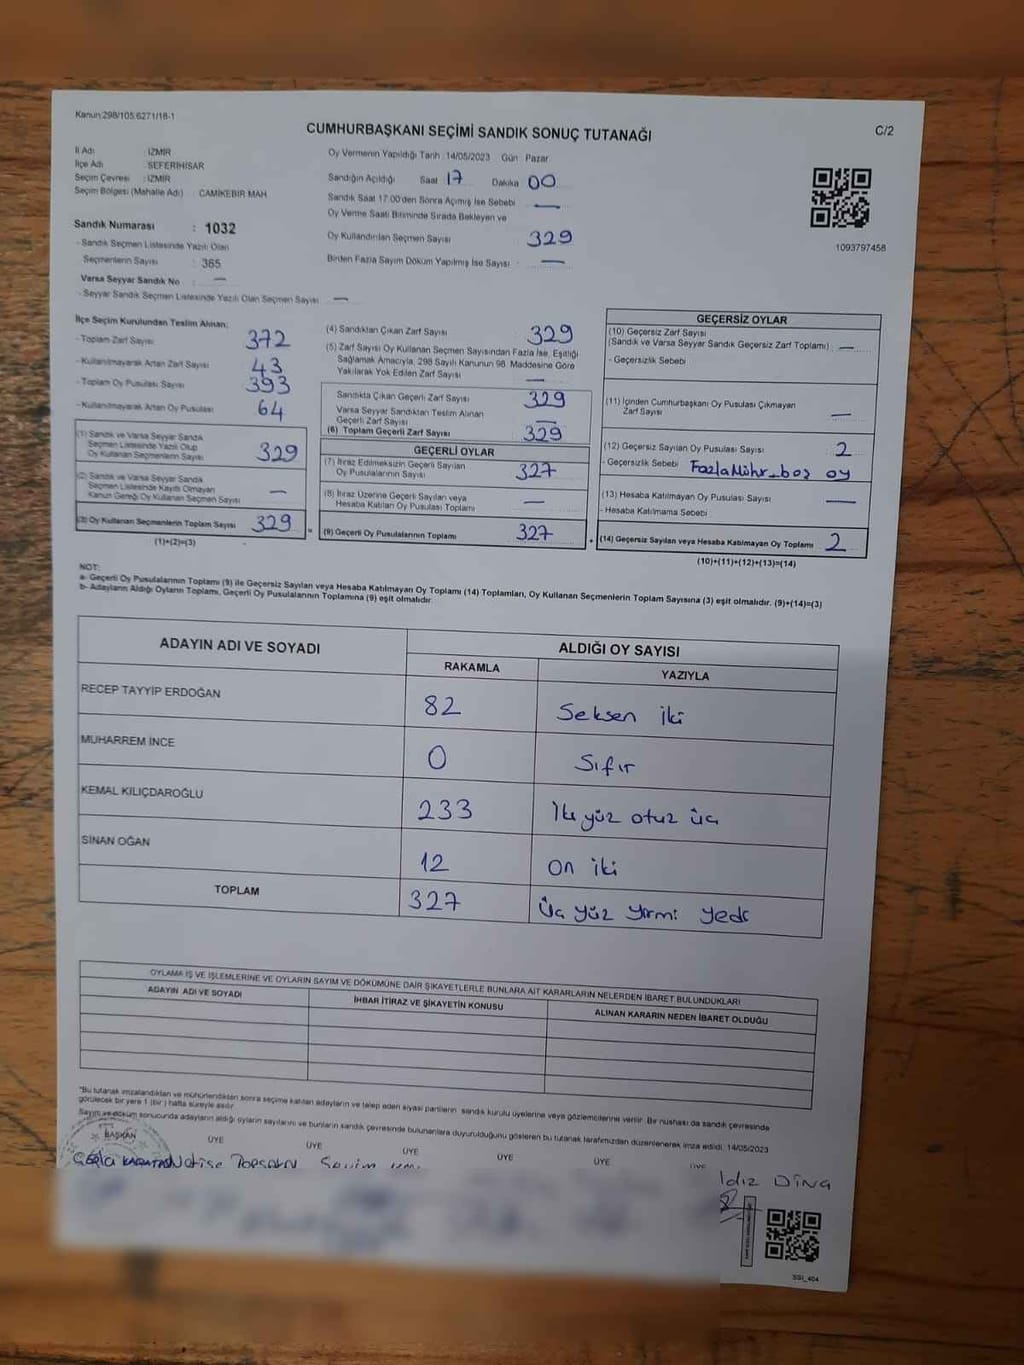 Kanun:298/105.6271/18-1
CUMHURBAŞKANI SEÇİMİ SANDIK SONUÇ TUTANAĞI
C/2
İl Adı : İZMİR
İlçe Adı : SEFERİHİSAR
Seçim Çevresi : İZMİR
Seçim Bölgesi (Mahalle Adı) : CAMİKEBİR MAH
Sandık Numarası : 1032
- Sandık Seçmen Listesinde Yazılı Olan
Seçmenlerin Sayısı : 365
Varsa Seyyar Sandık No : —
- Seyyar Sandık Seçmen Listesinde Yazılı Olan Seçmen Sayısı : —
Oy Vermenin Yapıldığı Tarih :14/05/2023 Gün : Pazar
Sandığın Açıldığı Saat 17 Dakika 00
Sandık Saat 17.00'den Sonra Açımış İse Sebebi —
Oy Verme Saati Bitiminde Sırada Bekleyen ve
Oy Kullandırılan Seçmen Sayısı 329
Birden Fazla Sayım Döküm Yapılmış İse Sayısı : —
1093797458
İlçe Seçim Kurulundan Teslim Alınan;
- Toplam Zarf Sayısı 372
- Kullanılmayarak Artan Zarf Sayısı 43
- Toplam Oy Pusulası Sayısı 393
- Kullanılmayarak Artan Oy Pusulası 64
(1) Sandık ve Varsa Seyyar Sandık
Seçmen Listesinde Yazılı Olup
Oy Kullanan Seçmenlerin Sayısı 329
(2) Sandık ve Varsa Seyyar Sandık
Seçmen Listesinde Kayıtlı Olmayan
Kanun Gereği Oy Kullanan Seçmen Sayısı —
(3) Oy Kullanan Seçmenlerin Toplam Sayısı 329
(1)+(2)=(3)
(4) Sandıktan Çıkan Zarf Sayısı 329
(5) Zarf Sayısı Oy Kullanan Seçmen Sayısından Fazla İse, Eşitliği
Sağlamak Amacıyla, 298 Sayılı Kanunun 98. Maddesine Göre
Yakılarak Yok Edilen Zarf Sayısı —
Sandıkta Çıkan Geçerli Zarf Sayısı 329
Varsa Seyyar Sandıktan Teslim Alınan
Geçerli Zarf Sayısı —
(6) Toplam Geçerli Zarf Sayısı 329
GEÇERLİ OYLAR
(7) İtiraz Edilmeksizin Geçerli Sayılan
Oy Pusulalarının Sayısı 327
(8) İtiraz Üzerine Geçerli Sayılan veya
Hesaba Katılan Oy Pusulası Toplamı —
(9) Geçerli Oy Pusulalarının Toplamı 327
GEÇERSİZ OYLAR
(10) Geçersiz Zarf Sayısı
(Sandık ve Varsa Seyyar Sandık Geçersiz Zarf Toplamı) —
- Geçersizlik Sebebi
(11) İçinden Cumhurbaşkanı Oy Pusulası Çıkmayan
Zarf Sayısı —
(12) Geçersiz Sayılan Oy Pusulası Sayısı 2
- Geçersizlik Sebebi Fazla Mühr_boş oy
(13) Hesaba Katılmayan Oy Pusulası Sayısı —
- Hesaba Katılmama Sebebi
(14) Geçersiz Sayılan veya Hesaba Katılmayan Oy Toplamı 2
(10)+(11)+(12)+(13)=(14)
NOT:
a- Geçerli Oy Pusulalarının Toplamı (9) ile Geçersiz Sayılan veya Hesaba Katılmayan Oy Toplamı (14) Toplamları, Oy Kullanan Seçmenlerin Toplam Sayısına (3) eşit olmalıdır. (9)+(14)=(3)
b- Adayların Aldığı Oyların Toplamı, Geçerli Oy Pusulalarının Toplamına (9) eşit olmalıdır.
ADAYIN ADI VE SOYADI
ALDIĞI OY SAYISI
RAKAMLA YAZIYLA
RECEP TAYYİP ERDOĞAN 82 Seksen iki
MUHARREM İNCE 0 Sıfır
KEMAL KILIÇDAROĞLU 233 İki yüz otuz üç
SİNAN OĞAN 12 On iki
TOPLAM 327 Üç yüz yirmi yedi
OYLAMA İŞ VE İŞLEMLERİNE VE OYLARIN SAYIM VE DÖKÜMÜNE DAİR ŞİKAYETLERLE BUNLARA AİT KARARLARIN NELERDEN İBARET BULUNDUKLARI
ADAYIN ADI VE SOYADI İHBAR İTİRAZ VE ŞİKAYETİN KONUSU ALINAN KARARIN NEDEN İBARET OLDUĞU
"Bu tutanak imzalandıktan ve mühürlendikten sonra seçime katılan adayların ve talep eden siyasi partilerin sandık kurulu üyelerine veya gözlemcilerine verilir. Bir nüshası da sandık çevresinde
görülecek bir yere 1 (bir) hafta süreyle asılır.
Sayım ve döküm sonucunda adayların aldığı oyların sayılarını ve bunların sandık çevresinde bulunanlara duyurulduğunu gösteren bu tutanak tarafımızdan düzenlenerek imza edildi. 14/05/2023
BAŞKAN ÜYE ÜYE ÜYE ÜYE ÜYE ÜYE
ldız DİNÇ
SSİ_404